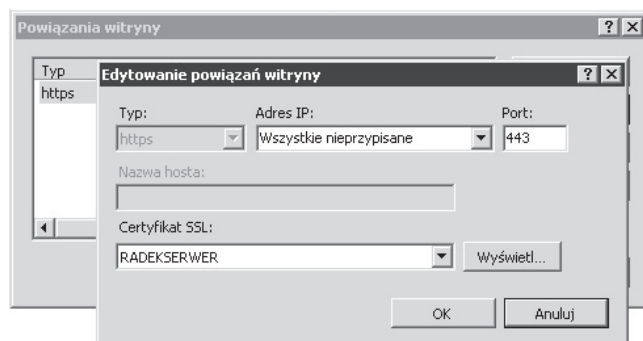 Powiązania witryny
Typ
https
Edytowanie powiązań witryny
Typ: Adres IP: Port:
https Wszystkie nieprzypisane 443
Nazwa hosta:
Certyfikat SSL:
RADEKSERWER Wyświetl...
OK Anuluj